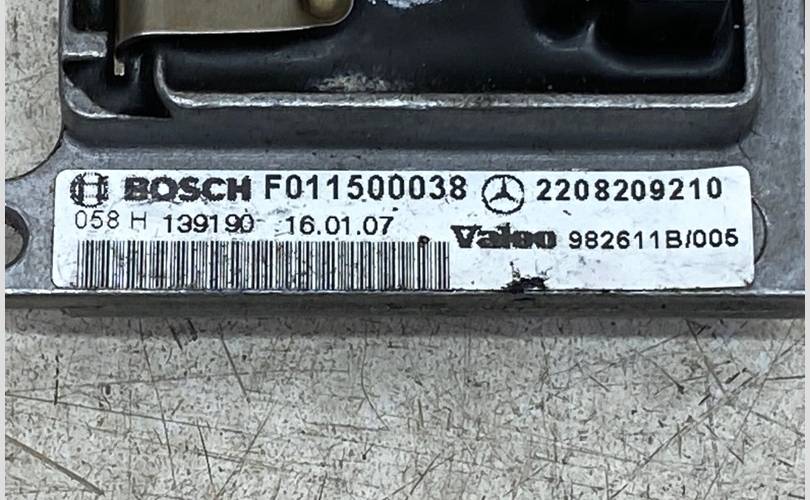 BOSCH F011500038 2208209210
058 H 139190 16.01.07
Valeo 982611B/005